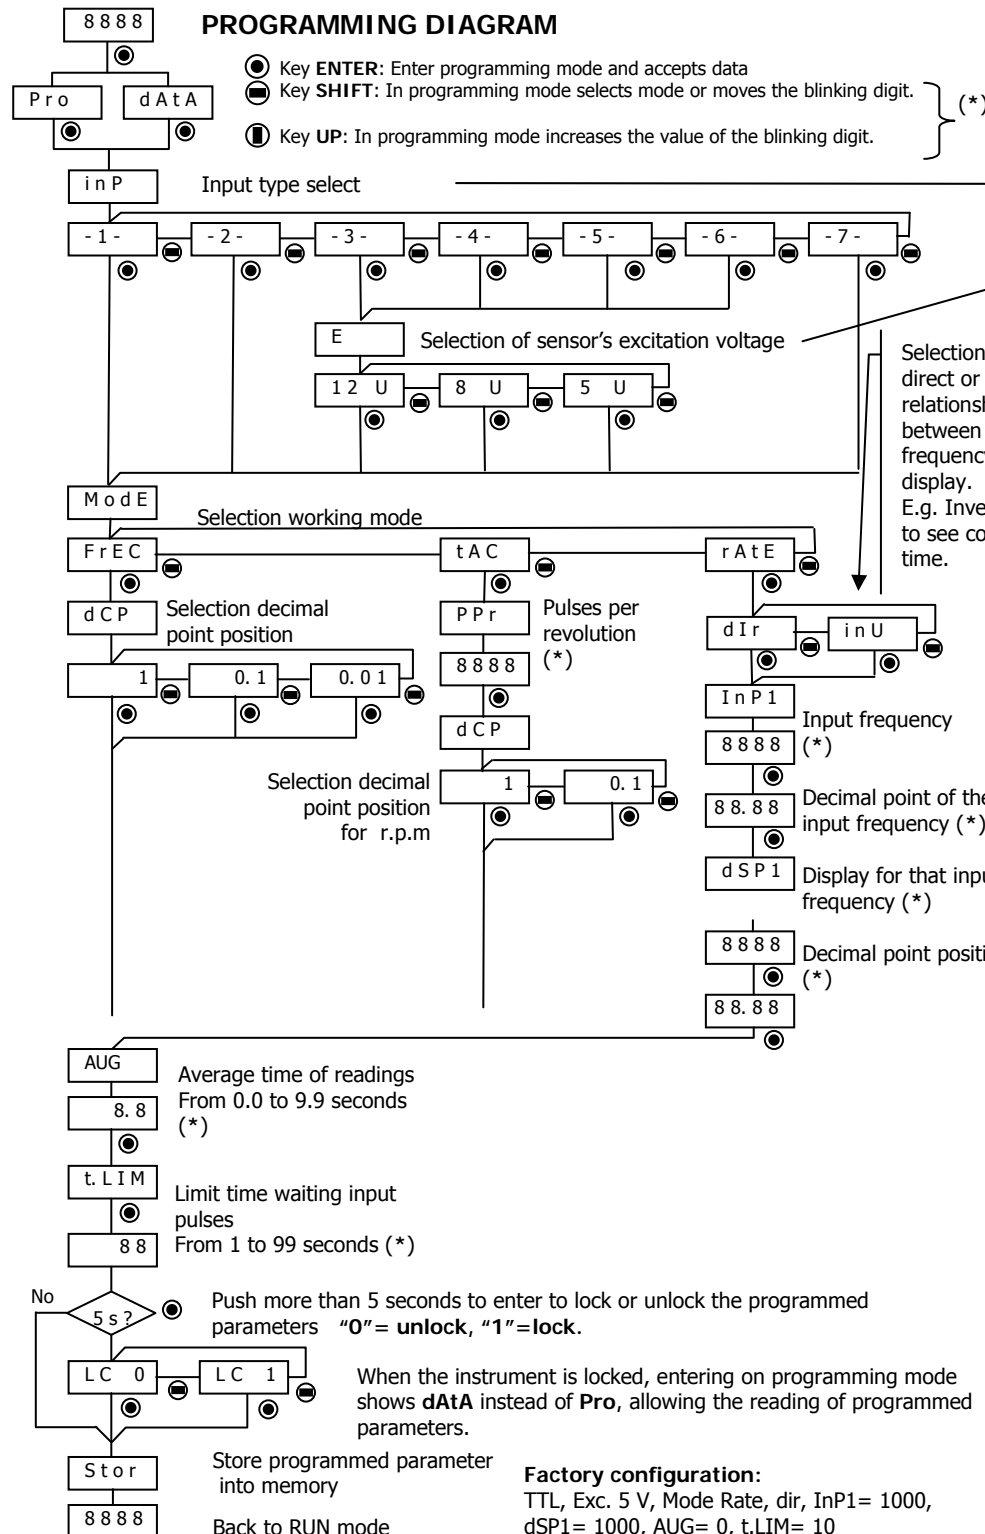 8888
PROGRAMMING DIAGRAM
Key ENTER: Enter programming mode and accepts data
Key SHIFT: In programming mode selects mode or moves the blinking digit.
(*)
Key UP: In programming mode increases the value of the blinking digit.
Pro dAtA
inP Input type select
-1- -2- -3- -4- -5- -6- -7-
E Selection of sensor's excitation voltage
12 U 8 U 5 U
Selection
direct or
between
display.
to see
time.
ModE
Selection working mode
FrEC tAC rAtE
dCP Selection decimal
point position
1 0.1 0.01
PPr Pulses per
revolution
(*)
8888
dCP
Selection decimal
point position
for r.p.m
1 0.1
dIr inU
InP1
Input frequency
8888 (*)
88.88 Decimal point of the
input frequency (*)
dSP1 Display for that
frequency (*)
8888 Decimal point
(*)
88.88
AUG
Average time of readings
From 0.0 to 9.9 seconds
8.8
(*)
t.LIM
Limit time waiting input
pulses
88 From 1 to 99 seconds (*)
No
5s?
Push more than 5 seconds to enter to lock or unlock the programmed
parameters "0"= unlock, "1"=lock.
LC 0 LC 1
When the instrument is locked, entering on programming mode
shows dAtA instead of Pro, allowing the reading of programmed
parameters.
Stor
Store programmed parameter
into memory
8888
Back to RUN mode
Factory configuration:
TTL, Exc. 5 V, Mode Rate, dir, InP1= 1000,
dSP1= 1000, AUG= 0, t.LIM= 10